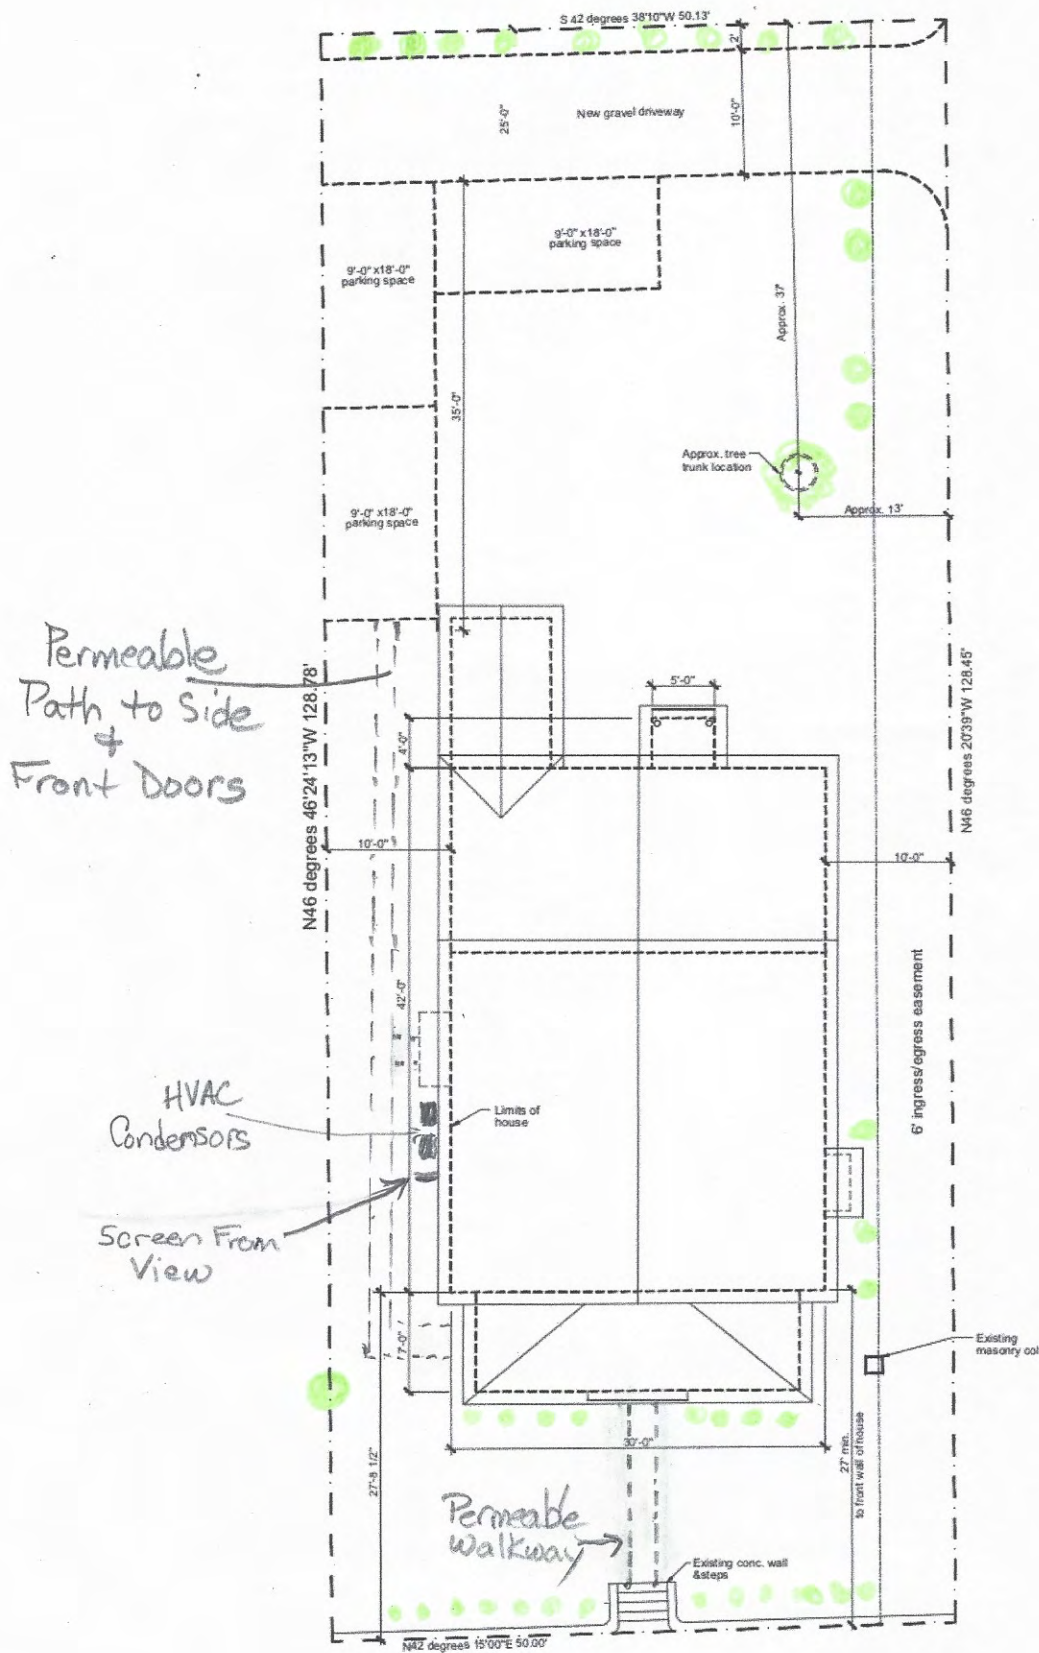 S 42 degrees 38'10"W 50.13'
2'
25'-0"
New gravel driveway
10'-0"
9'-0" x18'-0"
parking space
9'-0" x18'-0"
parking space
Approx. 37'
35'-0"
Approx. tree
trunk location
Approx. 13'
9'-0" x18'-0"
parking space
Permeable
Path to Side
+
Front Doors
N46 degrees 46'24'13"W 128.78'
5'-0"
4'-0"
N46 degrees 20'39"W 128.45"
10'-0"
10'-0"
42'-0"
6' ingress/egress easement
HVAC
Condensors
Limits of
house
Screen From
View
7'-0"
Existing
masonry col
30'-0"
27'-8 1/2"
27' min.
to front wall of house
Permeable
Walkway
Existing conc. wall
&steps
N42 degrees 15'00"E 50.00'